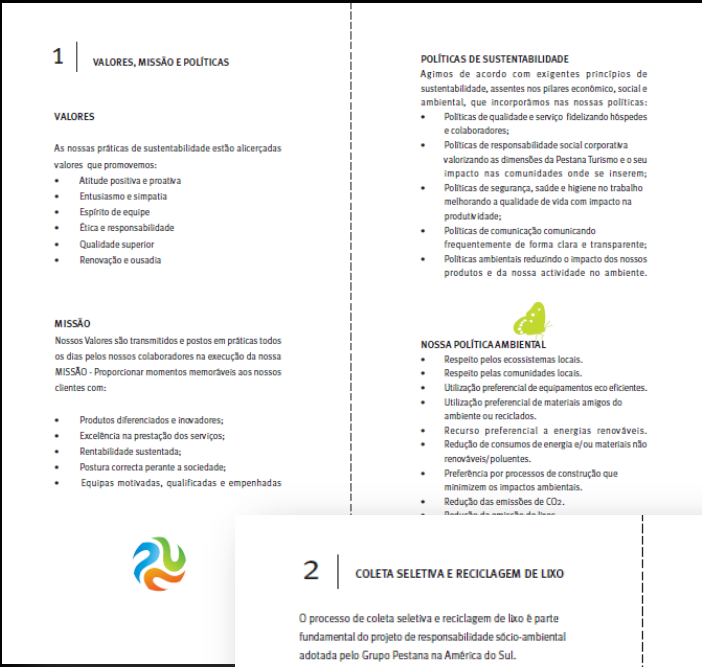 1
VALORES, MISSÃO E POLÍTICAS
VALORES
As nossas práticas de sustentabilidade estão alicerçadas
valores que promovemos:
• Atitude positiva e proativa
• Entusiasmo e simpatia
• Espírito de equipe
• Ética e responsabilidade
• Qualidade superior
• Renovação e ousadia
MISSÃO
Nossos Valores são transmitidos e postos em práticas todos
os dias pelos nossos colaboradores na execução da nossa
MISSÃO - Proporcionar momentos memoráveis aos nossos
clientes com:
• Produtos diferenciados e inovadores;
• Excelência na prestação dos serviços;
• Rentabilidade sustentada;
• Postura correcta perante a sociedade;
• Equipas motivadas, qualificadas e empenhadas
POLÍTICAS DE SUSTENTABILIDADE
Agimos de acordo com exigentes princípios de
sustentabilidade, assentes nos pilares econômico, social e
ambiental, que incorporâmos nas nossas políticas:
• Políticas de qualidade e serviço fidelizando hóspedes
e colaboradores;
• Políticas de responsabilidade social corporativa
valorizando as dimensões da Pestana Turismo e o seu
impacto nas comunidades onde se inserem;
• Políticas de segurança, saúde e higiene no trabalho
melhorando a qualidade de vida com impacto na
produtividade;
• Políticas de comunicação comunicando
frequentemente de forma clara e transparente;
• Políticas ambientais reduzindo o impacto dos nossos
produtos e da nossa actividade no ambiente.
NOSSA POLÍTICA AMBIENTAL
• Respeito pelos ecossistemas locais.
• Respeito pelas comunidades locais.
• Utilização preferencial de equipamentos eco eficientes.
• Utilização preferencial de materiais amigos do
ambiente ou reciclados.
• Recurso preferencial a energias renováveis.
• Redução de consumos de energia e/ou materiais não
renováveis/poluentes.
• Preferência por processos de construção que
minimizem os impactos ambientais.
• Redução das emissões de CO2.
2
COLETA SELETIVA E RECICLAGEM DE LIXO
O processo de coleta seletiva e reciclagem de lixo é parte
fundamental do projeto de responsabilidade sócio-ambiental
adotada pelo Grupo Pestana na América do Sul.